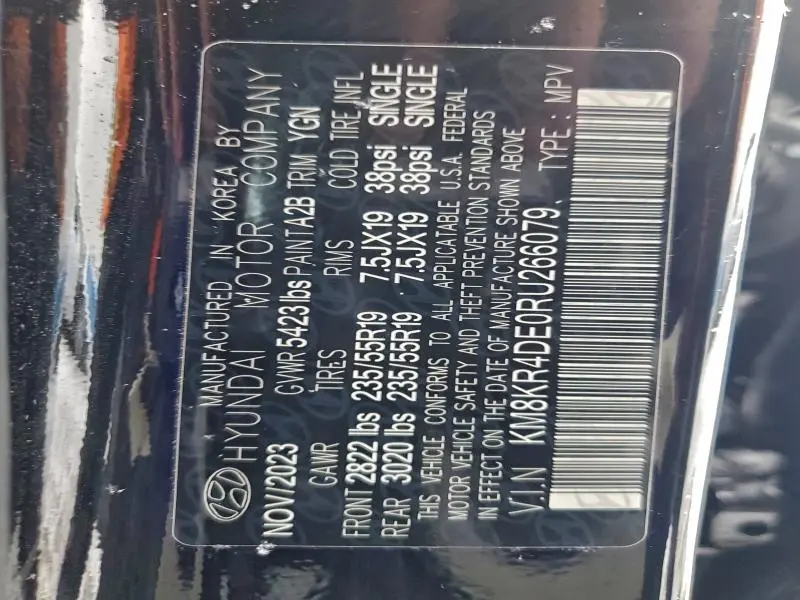 MANUFACTURED IN KOREA BY
HYUNDAI MOTOR COMPANY
NOV/2023 GVWR 5423 lbs PAINT A2B TRIM YGN
GAWR TIRES RIMS COLD TIRE INFL
FRONT 2822 lbs 235/55R19 7.5JX19 38psi SINGLE
REAR 3020 lbs 235/55R19 7.5JX19 38psi SINGLE
THIS VEHICLE CONFORMS TO ALL APPLICATABLE U.S.A. FEDERAL
MOTOR VEHICLE SAFETY AND THEFT PREVENTION STANDARDS
IN EFFECT ON THE DATE OF MANUFACTURE SHOWN ABOVE
V.I.N KM8KR4DE0RU266079 TYPE : MPV